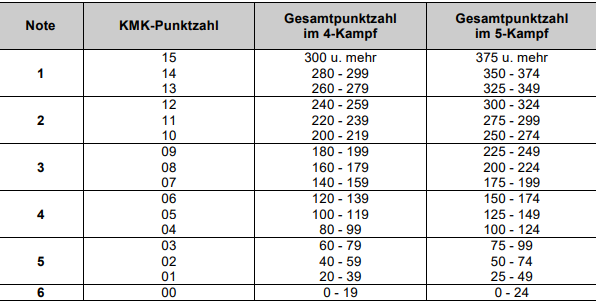 Note KMK-Punktzahl Gesamtpunktzahl im 4-Kampf Gesamtpunktzahl im 5-Kampf
15 300 u. mehr 375 u. mehr
1 14 280 - 299 350 - 374
13 260 - 279 325 - 349
12 240 - 259 300 - 324
2 11 220 - 239 275 - 299
10 200 - 219 250 - 274
09 180 - 199 225 - 249
3 08 160 - 179 200 - 224
07 140 - 159 175 - 199
06 120 - 139 150 - 174
4 05 100 - 119 125 - 149
04 80 - 99 100 - 124
03 60 - 79 75 - 99
5 02 40 - 59 50 - 74
01 20 - 39 25 - 49
6 00 0 - 19 0 - 24